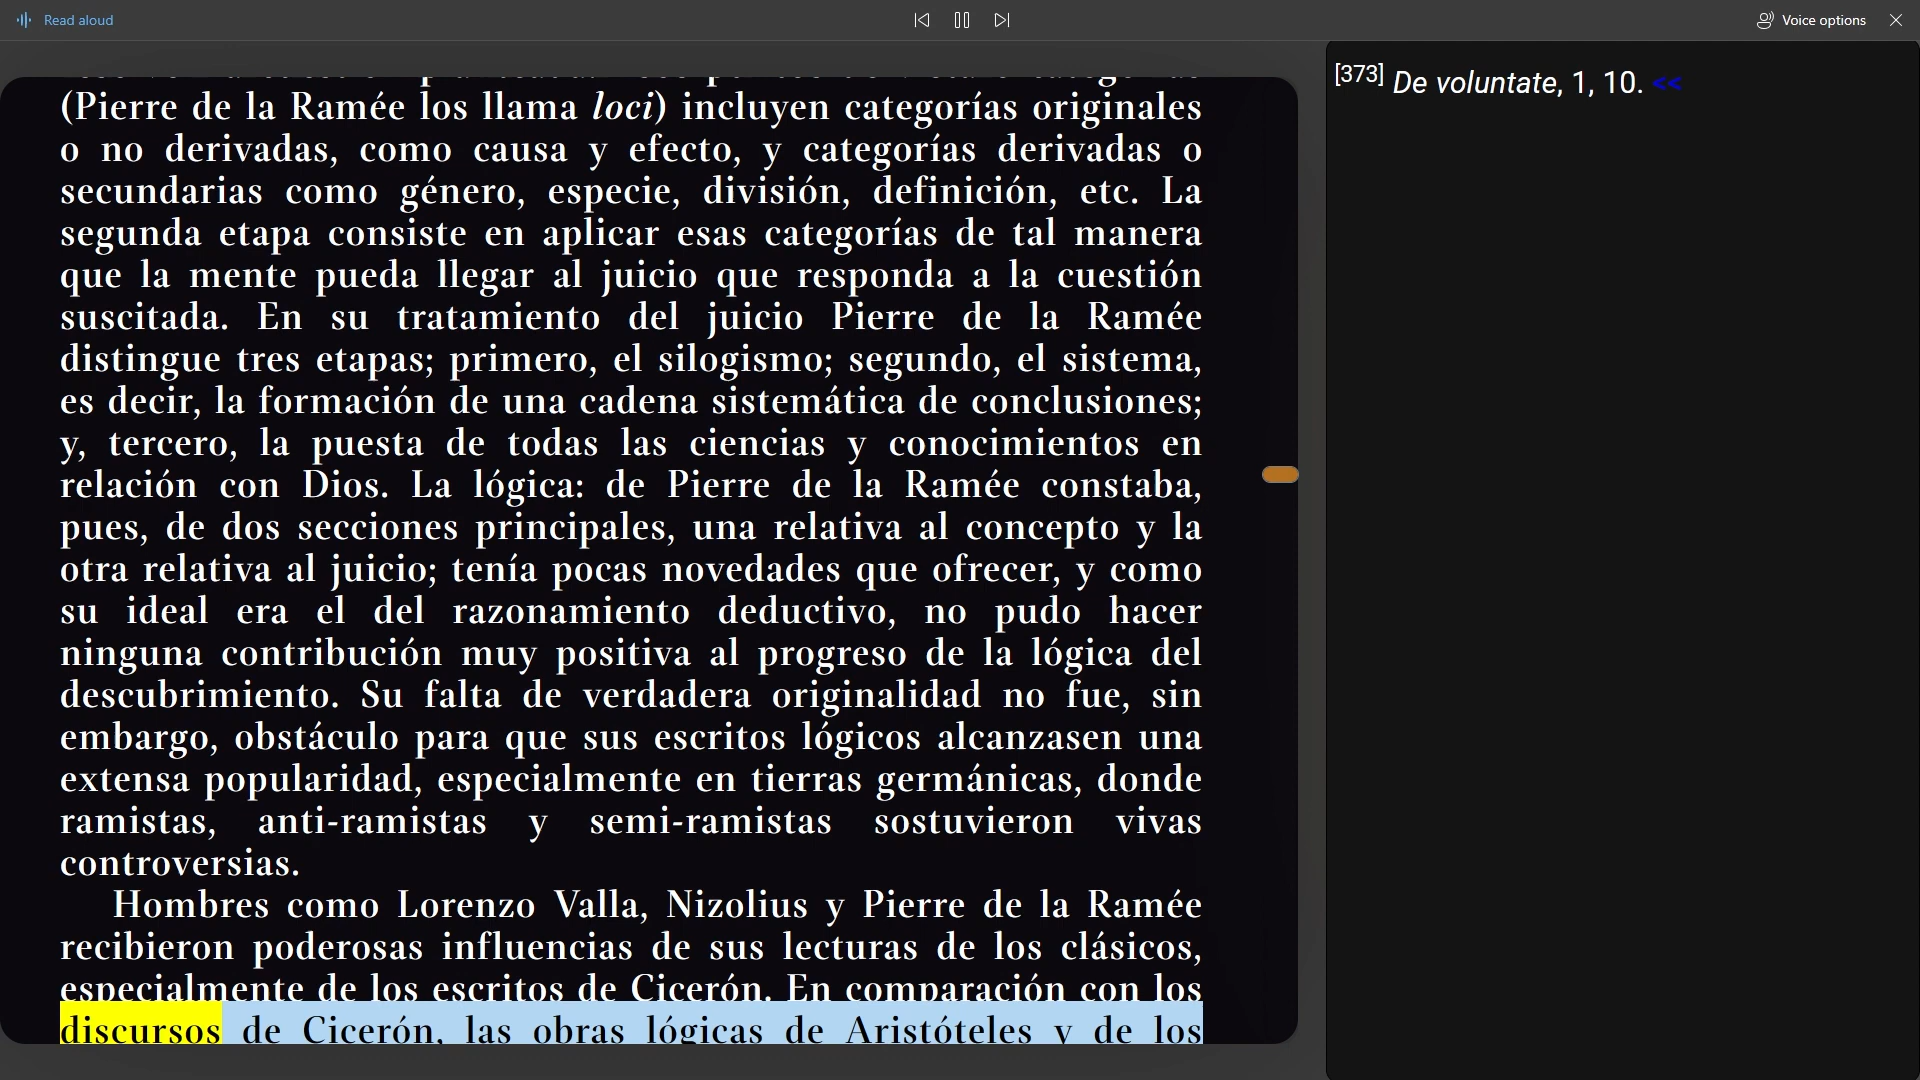 Read aloud
Voice options
(Pierre de la Ramée los llama loci) incluyen categorías originales
o no derivadas, como causa y efecto, y categorías derivadas o
secundarias como género, especie, división, definición, etc. La
segunda etapa consiste en aplicar esas categorías de tal manera
que la mente pueda llegar al juicio que responda a la cuestión
suscitada. En su tratamiento del juicio Pierre de la Ramée
distingue tres etapas; primero, el silogismo; segundo, el sistema,
es decir, la formación de una cadena sistemática de conclusiones;
y, tercero, la puesta de todas las ciencias y conocimientos en
relación con Dios. La lógica: de Pierre de la Ramée constaba,
pues, de dos secciones principales, una relativa al concepto y la
otra relativa al juicio; tenía pocas novedades que ofrecer, y como
su ideal era el del razonamiento deductivo, no pudo hacer
ninguna contribución muy positiva al progreso de la lógica del
descubrimiento. Su falta de verdadera originalidad no fue, sin
embargo, obstáculo para que sus escritos lógicos alcanzasen una
extensa popularidad, especialmente en tierras germánicas, donde
ramistas, anti-ramistas y semi-ramistas sostuvieron vivas
controversias.
Hombres como Lorenzo Valla, Nizolius y Pierre de la Ramée
recibieron poderosas influencias de sus lecturas de los clásicos,
especialmente de los escritos de Cicerón. En comparación con los
discursos de Cicerón, las obras lógicas de Aristóteles y de los
[373] De voluntate, 1, 10. <<